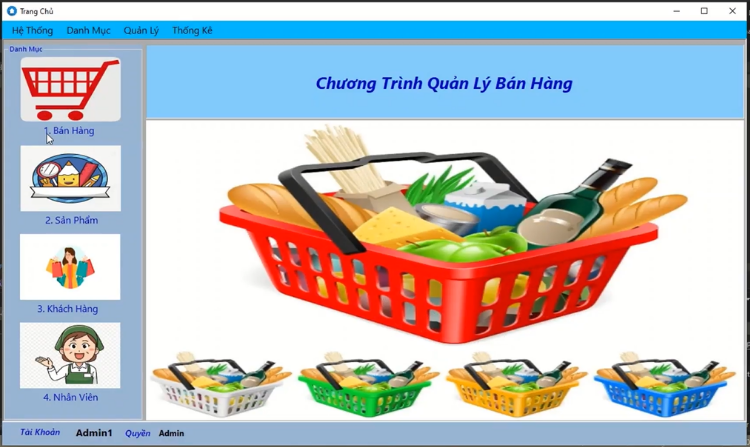 Trang Chủ
Hệ Thống Danh Mục Quản Lý Thống Kê
Danh Mục
Chương Trình Quản Lý Bán Hàng
1. Bán Hàng
2. Sản Phẩm
3. Khách Hàng
4. Nhân Viên
Tài Khoản Admin1 Quyền Admin